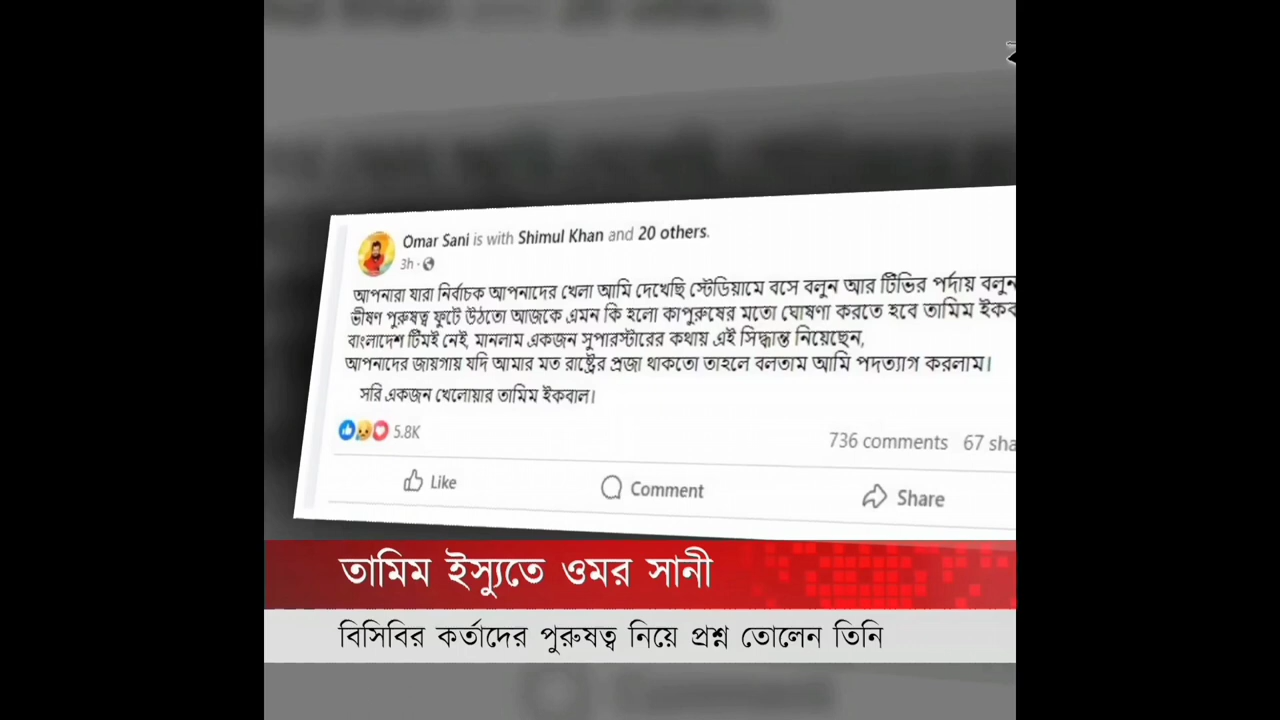 Omar Sani is with Shimul Khan and 20 others.
3h
আপনারা যারা নির্বাচক আপনাদের খেলা আমি দেখেছি স্টেডিয়ামে বসে বলুন আর টিভির পর্দায় বলুন
ভীষণ পুরুষত্ব ফুটে উঠতো আজকে এমন কি হলো কাপুরুষের মতো ঘোষণা করতে হবে তামিম
বাংলাদেশ টিমই নেই, মানলাম একজন সুপারস্টারের কথায় এই সিদ্ধান্ত নিয়েছেন,
আপনাদের জায়গায় যদি আমার মত রাষ্ট্রের প্রজা থাকতো তাহলে বলতাম আমি পদত্যাগ করলাম।
সরি একজন খেলোয়ার তামিম ইকবাল।
5.8K
736 comments 67
Like Comment Share
তামিম ইস্যুতে ওমর সানী
বিসিবির কর্তাদের পুরুষত্ব নিয়ে প্রশ্ন তোলেন তিনি